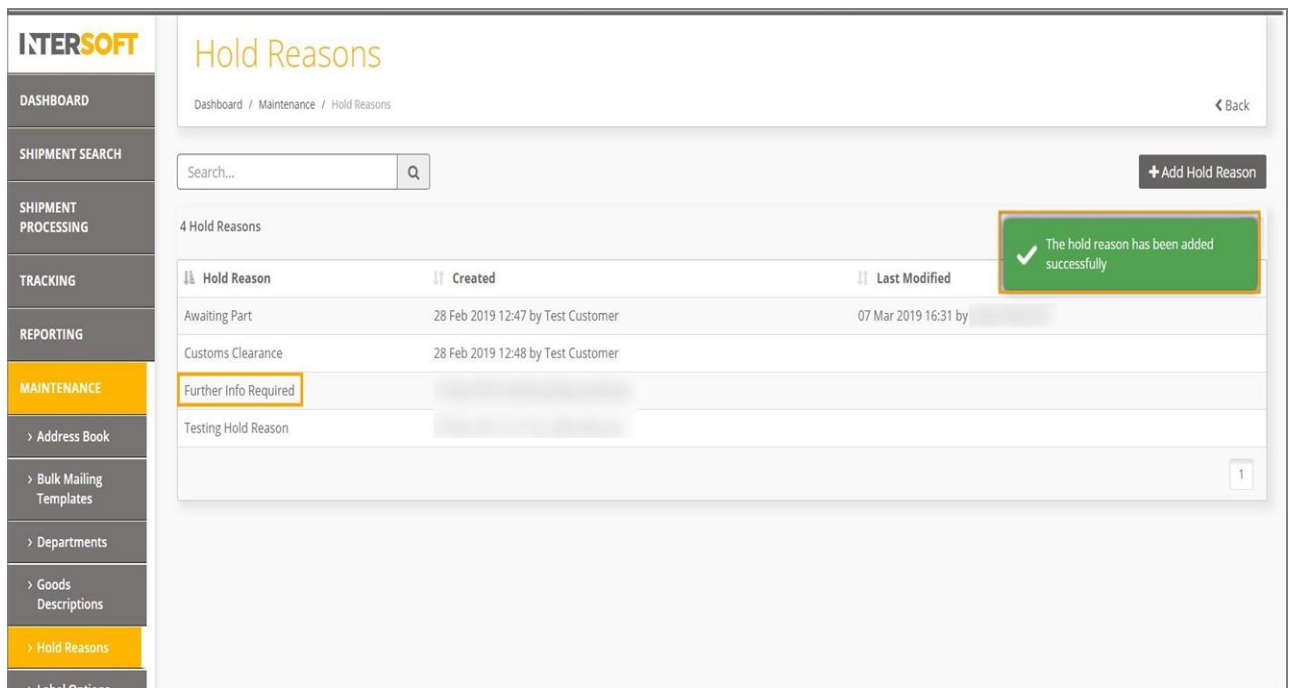 INTERSOFT
Hold Reasons
DASHBOARD
Dashboard / Maintenance / Hold Reasons
Back
SHIPMENT SEARCH
Search...
Add Hold Reason
SHIPMENT
PROCESSING
4 Hold Reasons
The hold reason has been added
successfully
TRACKING
Hold Reason Created Last Modified
Awaiting Part 28 Feb 2019 12:47 by Test Customer 07 Mar 2019 16:31 by
REPORTING
Customs Clearance 28 Feb 2019 12:48 by Test Customer
MAINTENANCE
Further Info Required
Testing Hold Reason
> Address Book
> Bulk Mailing
Templates
1
> Departments
> Goods
Descriptions
> Hold Reasons
> Label Options